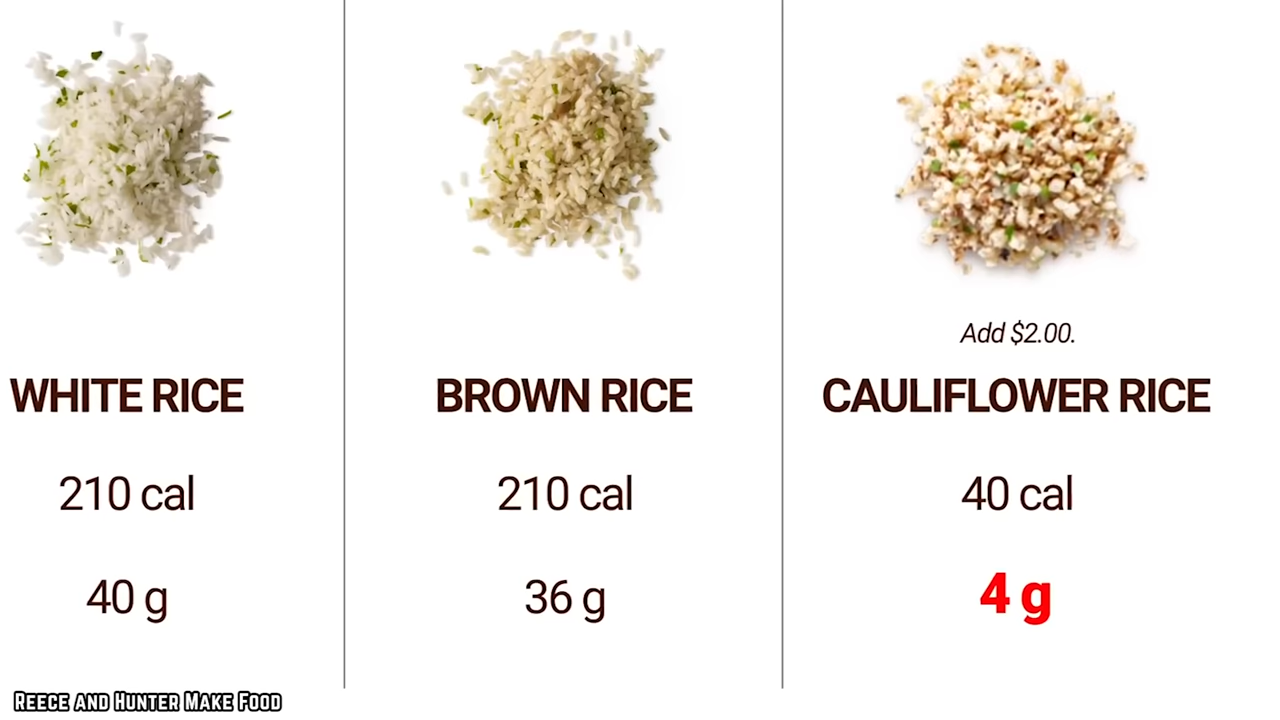 Add $2.00.
WHITE RICE
BROWN RICE
CAULIFLOWER RICE
210 cal
210 cal
40 cal
40 g
36 g
4 g
REECE AND HUNTER MAKE FOOD